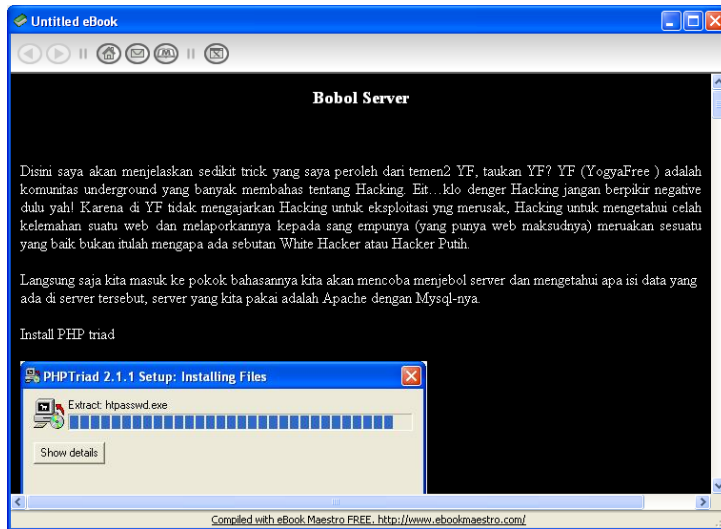 Untitled eBook
Bobol Server
Disini saya akan menjelaskan sedikit trick yang saya peroleh dari temen2 YF, taukan YF? YF (YogyaFree ) adalah
komunitas underground yang banyak membahas tentang Hacking. Eit…klo denger Hacking jangan berpikir negative
dulu yah! Karena di YF tidak mengajarkan Hacking untuk eksploitasi yng merusak, Hacking untuk mengetahui celah
kelemahan suatu web dan melaporkannya kepada sang empunya (yang punya web maksudnya) meruakan sesuatu
yang baik bukan itulah mengapa ada sebutan White Hacker atau Hacker Putih.
Langsung saja kita masuk ke pokok bahasannya kita akan mencoba menjebol server dan mengetahui apa isi data yang
ada di server tersebut, server yang kita pakai adalah Apache dengan Mysql-nya.
Install PHP triad
PHPTriad 2.1.1 Setup: Installing Files
Extract: htpasswd.exe
Show details
Compiled with eBook Maestro FREE, http://www.ebookmaestro.com/